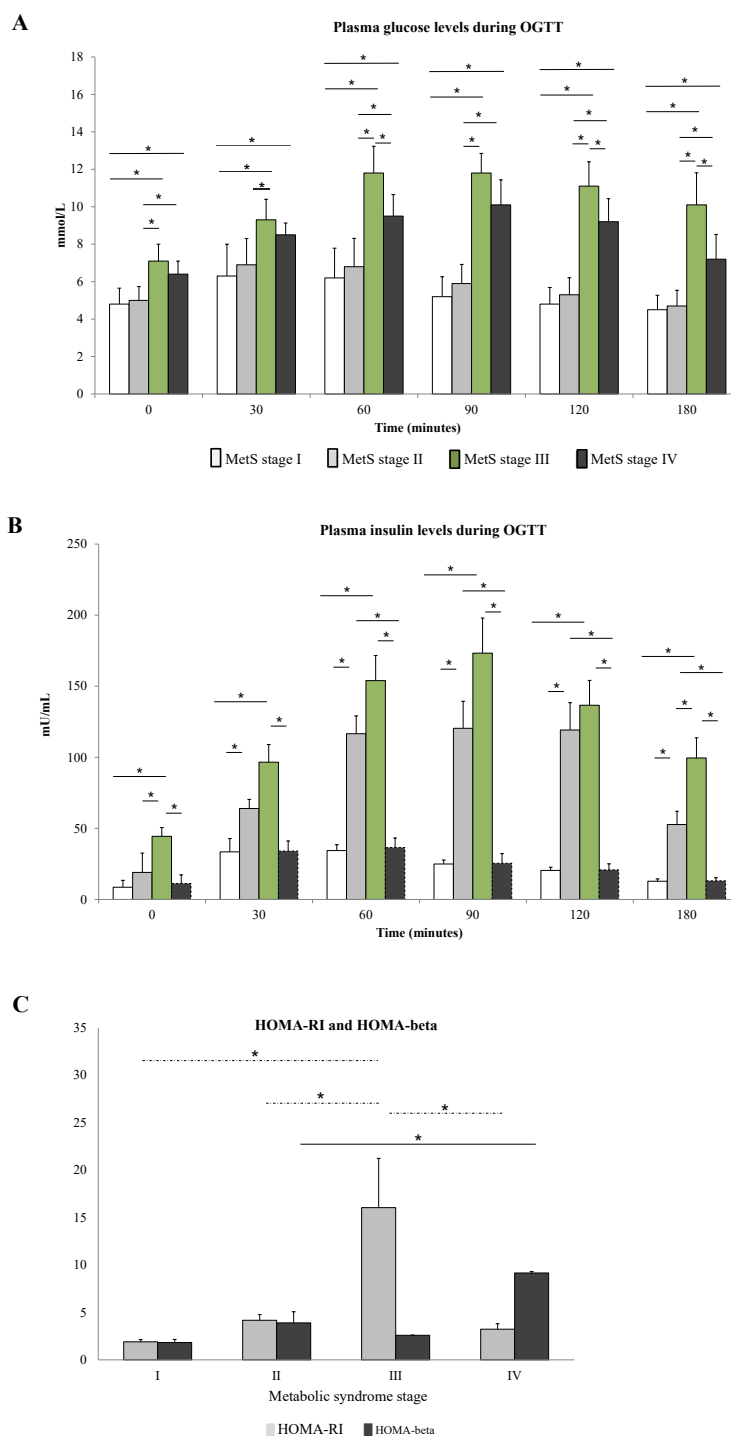 A
Plasma glucose levels during OGTT
18
16
14
12
10
8
6
4
2
0
mmol/L
* * * * * * * * * * * * * * * * * * * * * * * * * *
0 30 60 90 120 180
Time (minutes)
MetS stage I MetS stage II MetS stage III MetS stage IV
B
Plasma insulin levels during OGTT
250
200
150
100
50
0
mU/mL
* * * * * * * * * * * * * * * * * * * * * * *
0 30 60 90 120 180
Time (minutes)
C
HOMA-RI and HOMA-beta
35
30
25
20
15
10
5
0
* * * *
I II III IV
Metabolic syndrome stage
HOMA-RI HOMA-beta